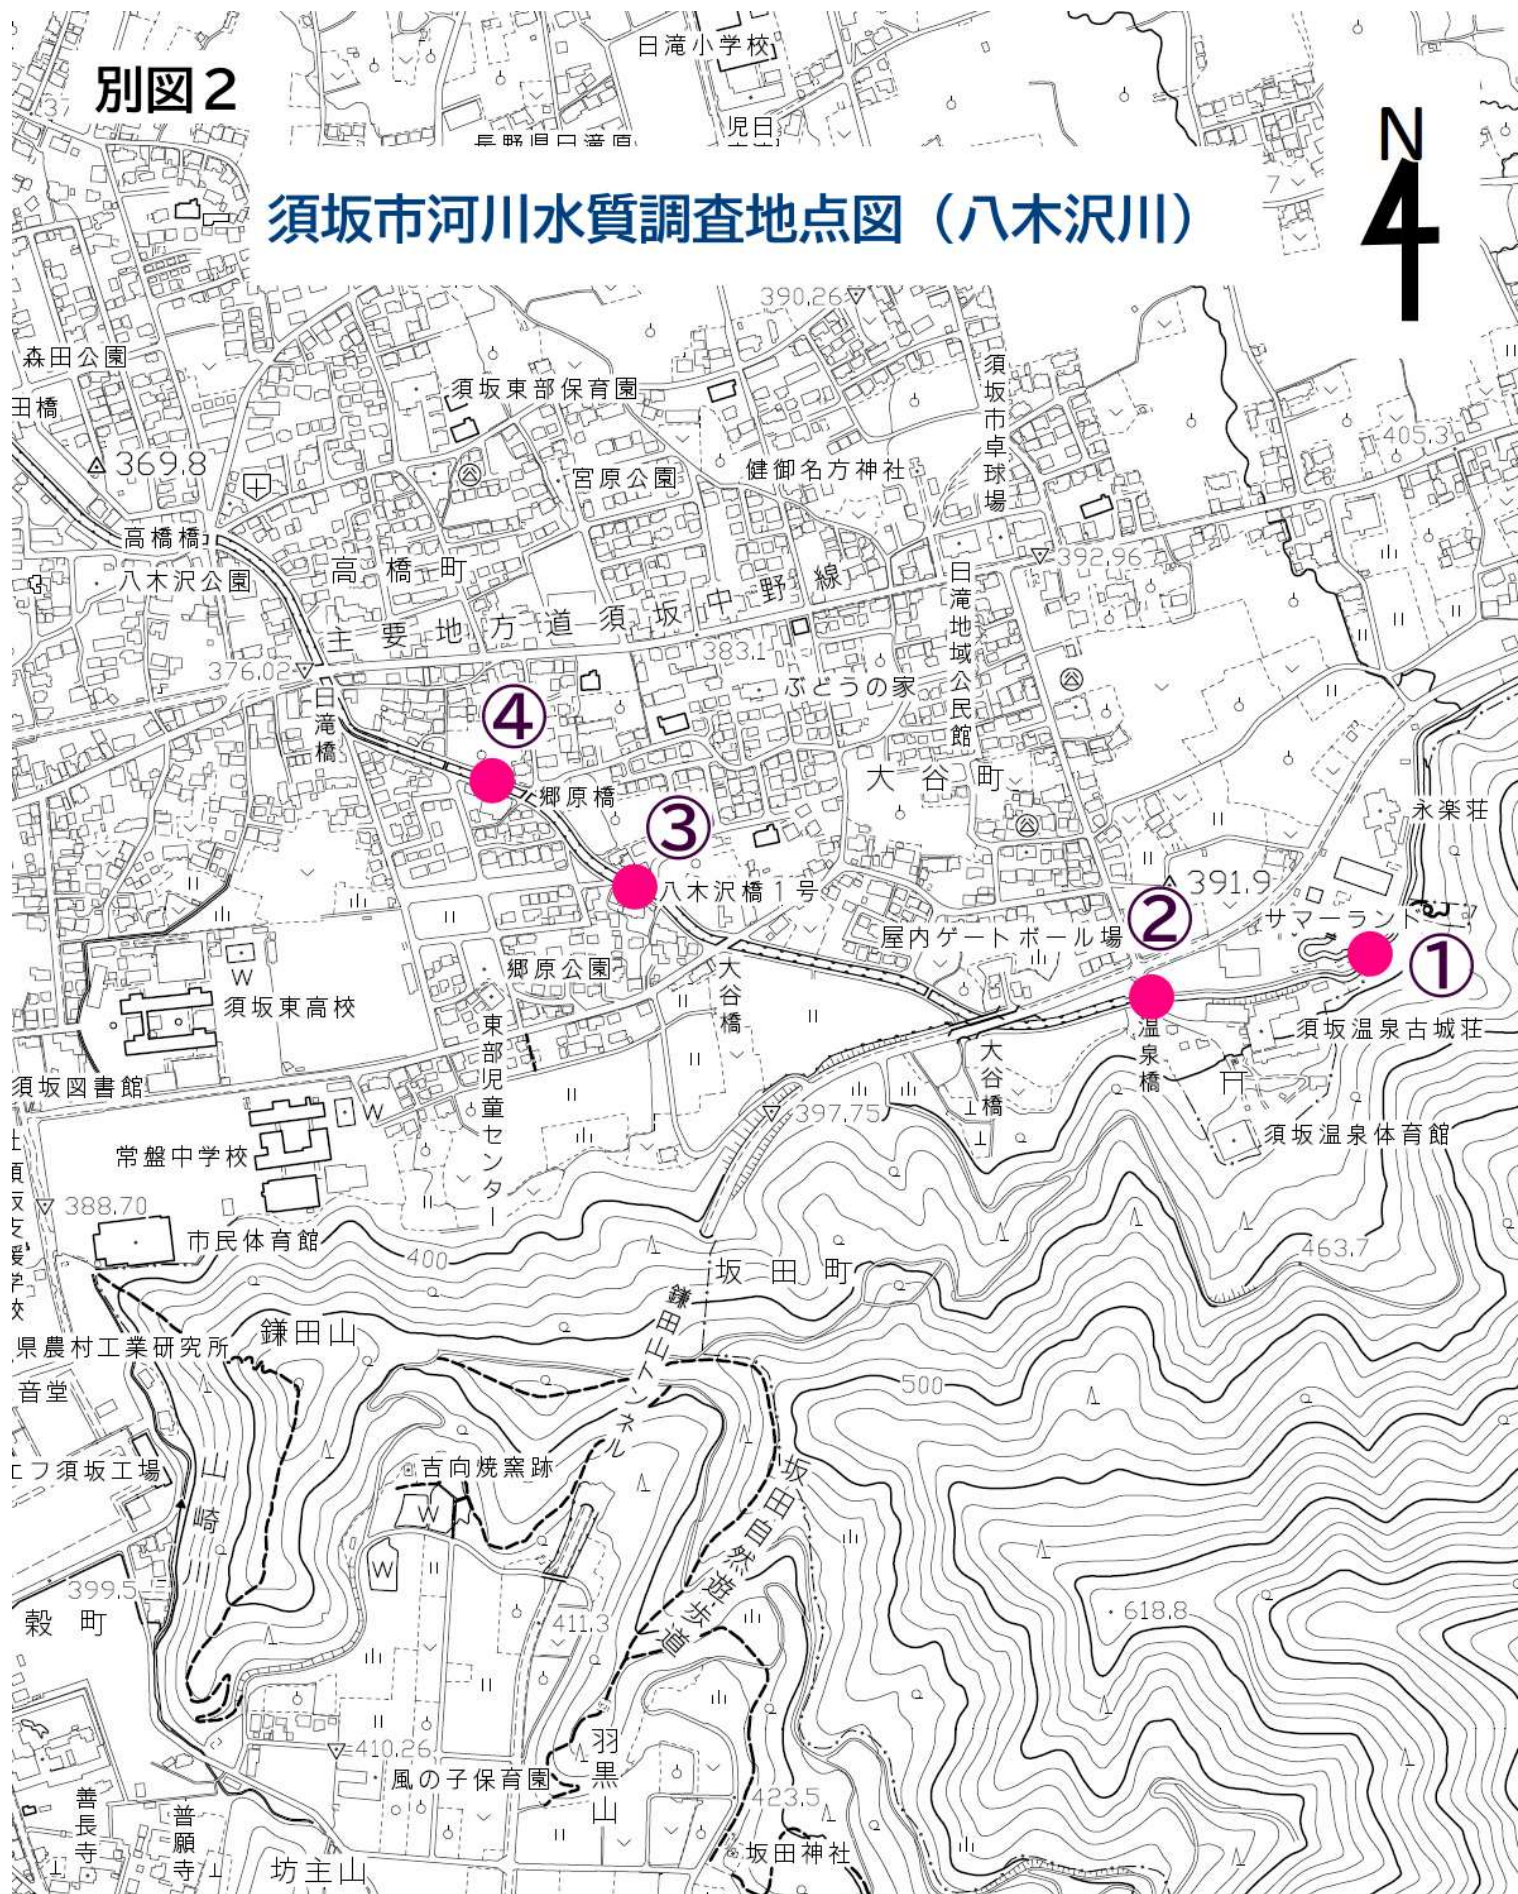 別図2
日滝小学校
須坂市河川水質調査地点図（八木沢川）
N
390.26
森田公園
田橋
須坂東部保育園
須坂市卓球場
369.8
宮原公園
健御名方神社
405.3
高橋橋
八木沢公園
高橋町
主要地方道須坂中野線
392.96
日滝地域公民館
376.02
383.1
ぶどうの家
日滝橋
④
郷原橋
大谷町
永楽荘
③
八木沢橋1号
391.9
②
サマーランド
①
屋内ゲートボール場
郷原公園
大谷橋
W
須坂東高校
温泉橋
須坂温泉古城荘
大谷橋
東部児童センター
須坂図書館
W
397.75
須坂温泉体育館
常盤中学校
388.70
市民体育館
400
坂田町
463.7
鎌田山トンネル
鎌田山
県農村工業研究所
音堂
500
須坂工場
山崎
吉向焼窯跡
坂田自然遊歩道
W
W
399.5
穀町
411.3
618.8
410.26
風の子保育園
羽黒山
423.5
善長寺
普願寺
坊主山
坂田神社